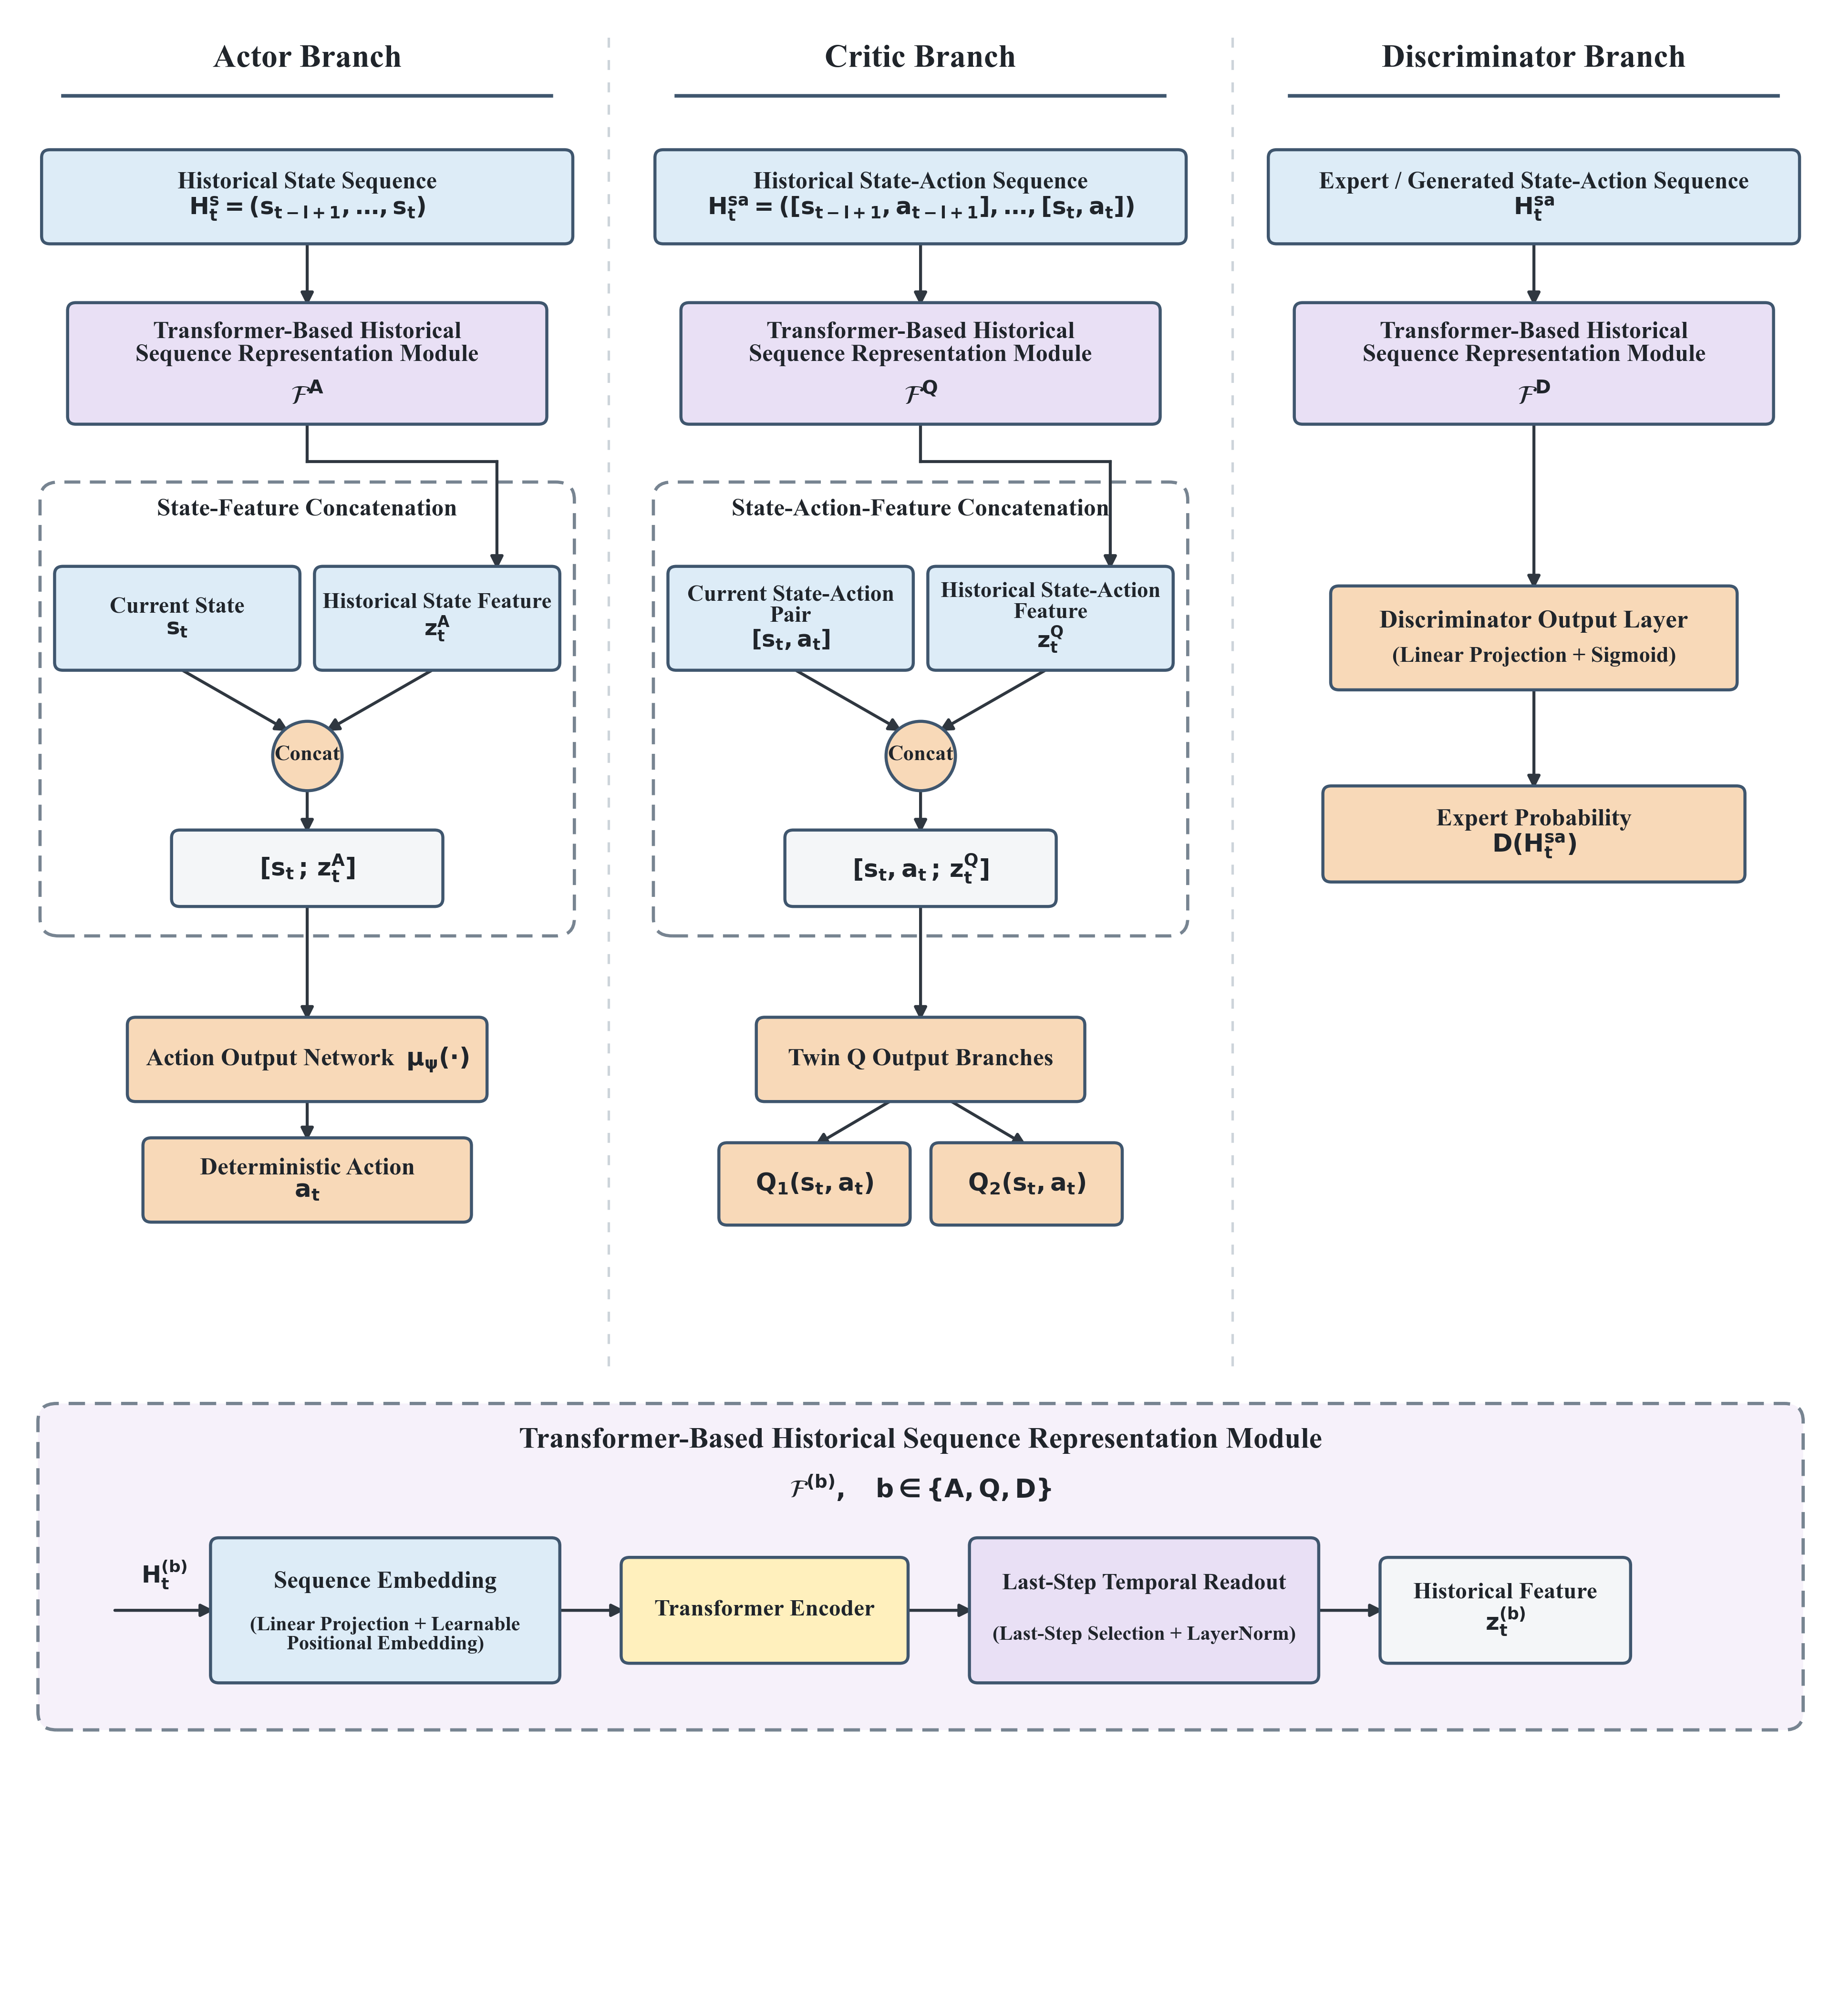 Actor Branch
Historical State Sequence
H_t^s = (s_{t−l+1}, …, s_t)
Transformer-Based Historical
Sequence Representation Module
ℱ^A
State-Feature Concatenation
Current State
s_t
Historical State Feature
z_t^A
Concat
[s_t ; z_t^A]
Action Output Network μ_ψ(·)
Deterministic Action
a_t
Critic Branch
Historical State-Action Sequence
H_t^{sa} = ([s_{t−l+1}, a_{t−l+1}], …, [s_t, a_t])
Transformer-Based Historical
Sequence Representation Module
ℱ^Q
State-Action-Feature Concatenation
Current State-Action
Pair
[s_t, a_t]
Historical State-Action
Feature
z_t^Q
Concat
[s_t, a_t ; z_t^Q]
Twin Q Output Branches
Q_1(s_t, a_t)
Q_2(s_t, a_t)
Discriminator Branch
Expert / Generated State-Action Sequence
H_t^{sa}
Transformer-Based Historical
Sequence Representation Module
ℱ^D
Discriminator Output Layer
(Linear Projection + Sigmoid)
Expert Probability
D(H_t^{sa})
Transformer-Based Historical Sequence Representation Module
ℱ^{(b)}, b ∈ {A, Q, D}
H_t^{(b)}
Sequence Embedding
(Linear Projection + Learnable
Positional Embedding)
Transformer Encoder
Last-Step Temporal Readout
(Last-Step Selection + LayerNorm)
Historical Feature
z_t^{(b)}